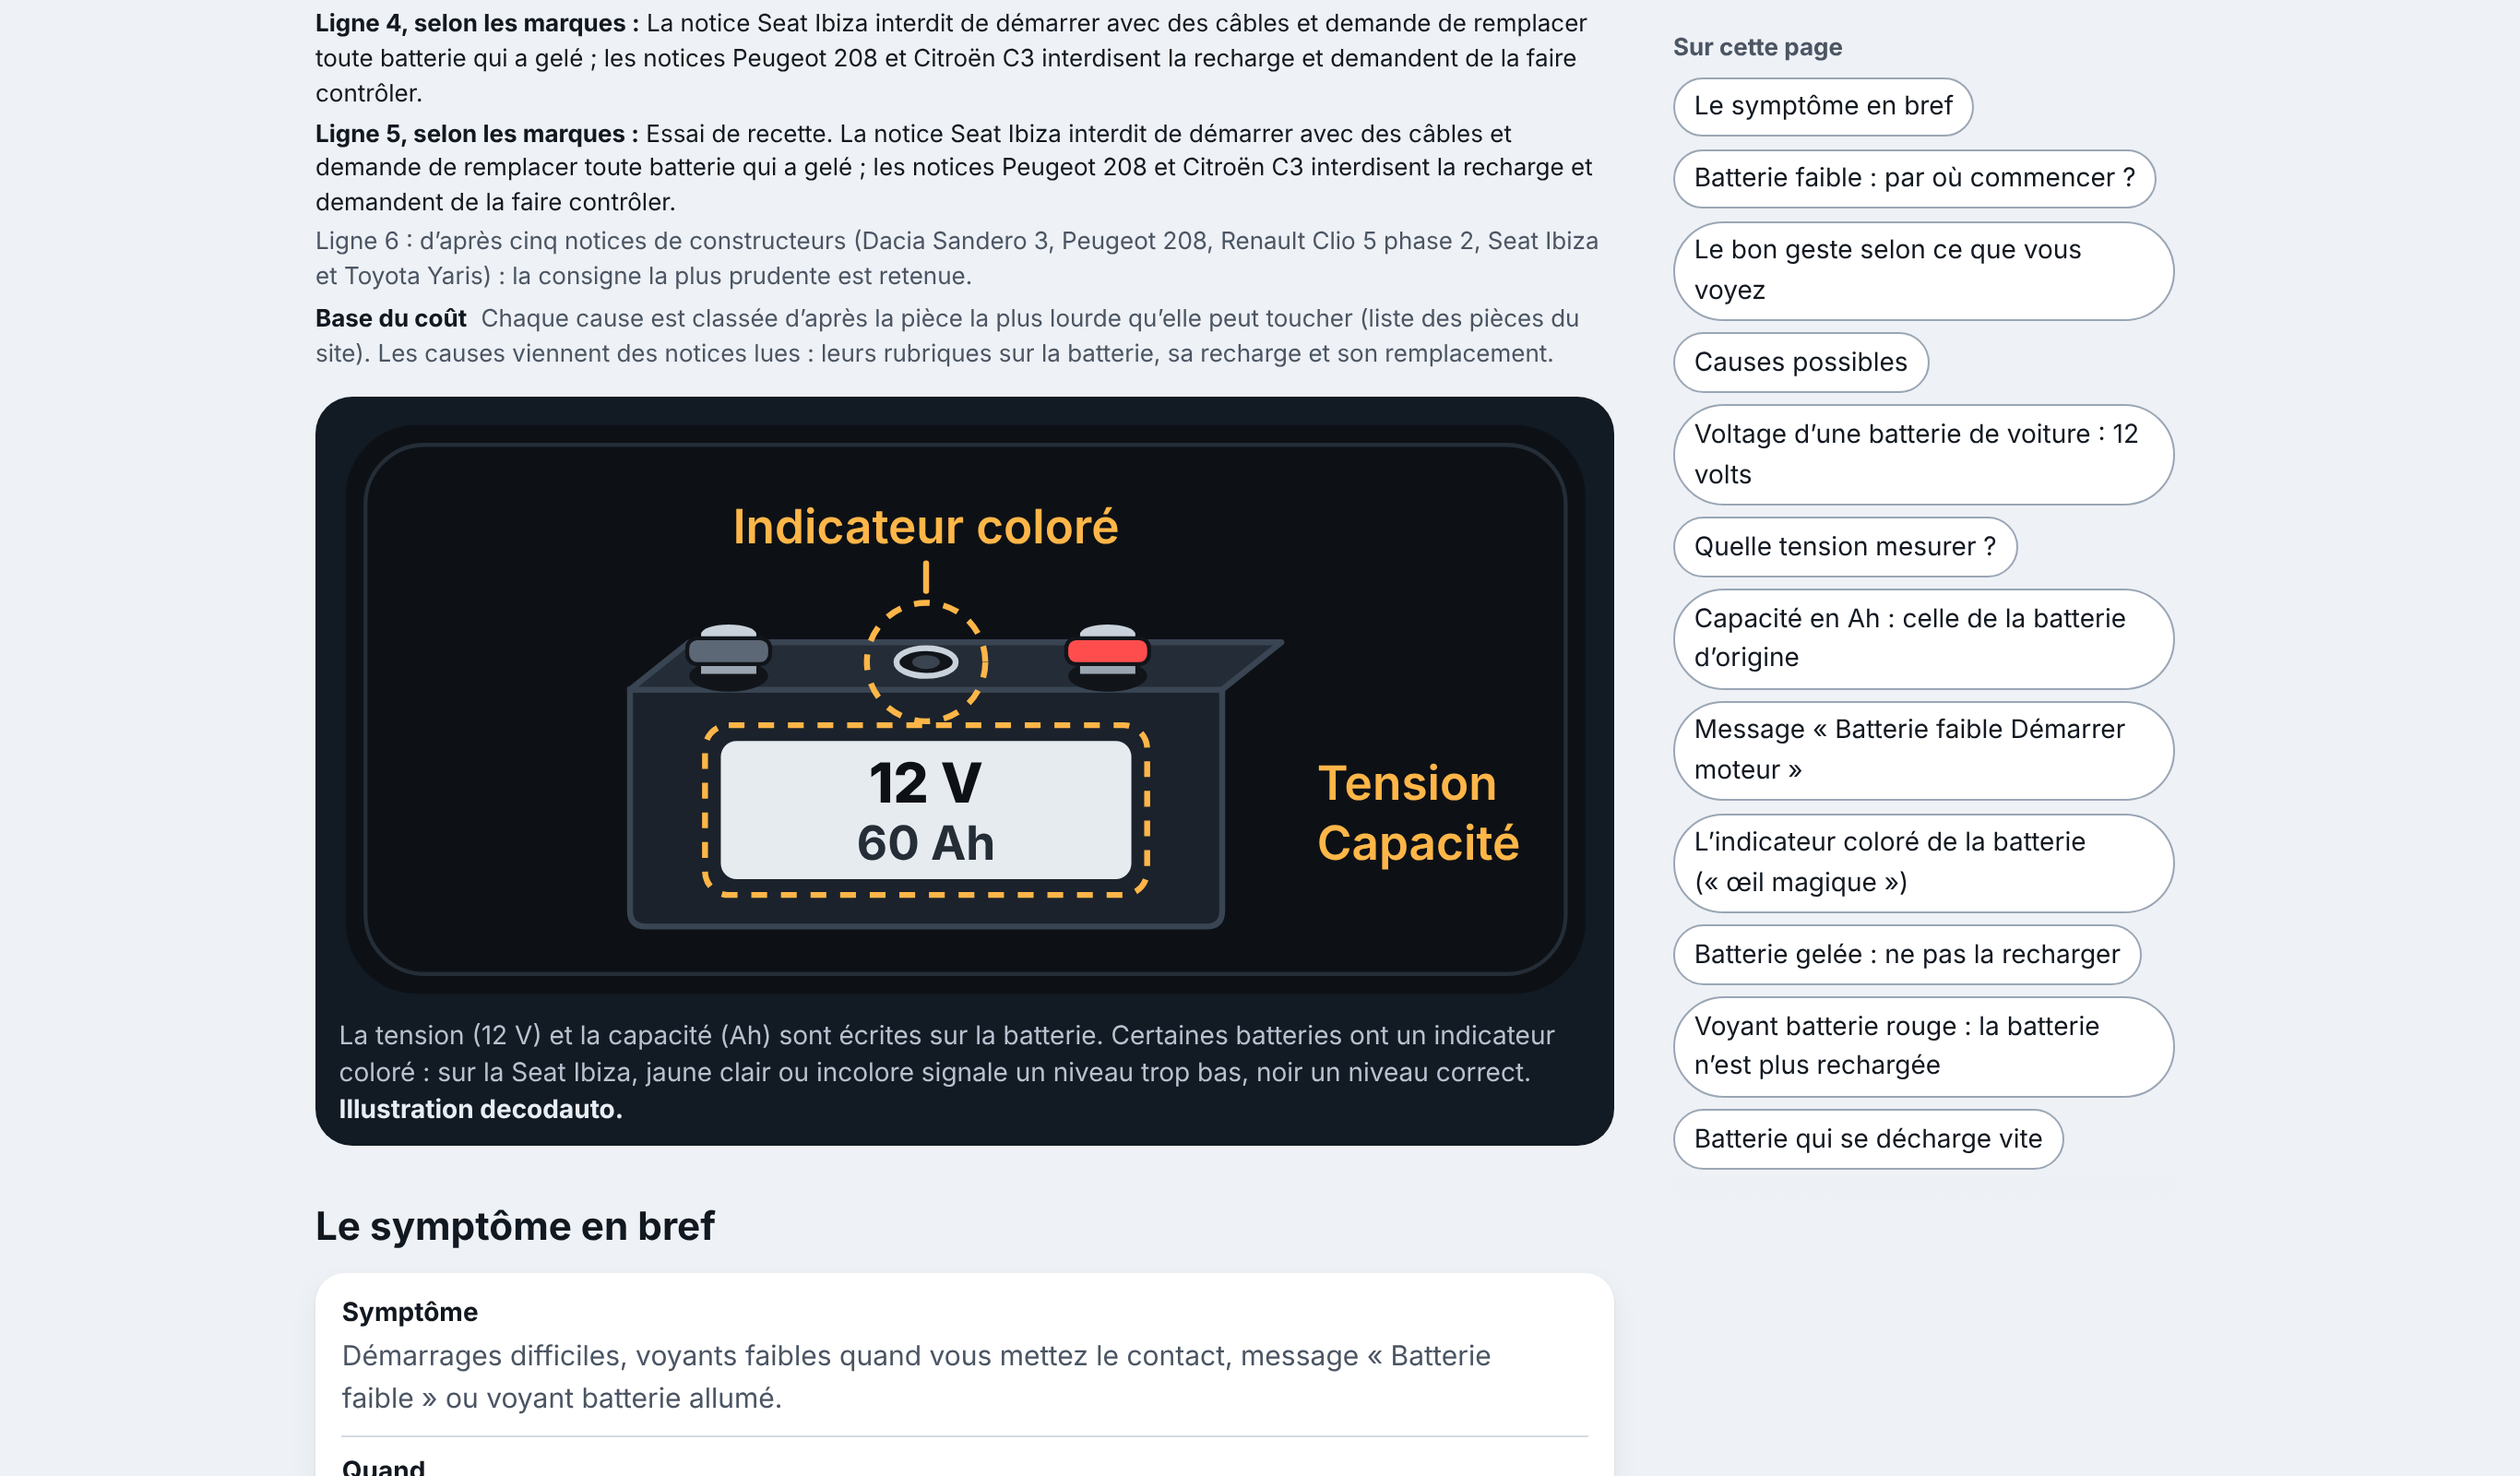 Ligne 4, selon les marques : La notice Seat Ibiza interdit de démarrer avec des câbles et demande de remplacer
toute batterie qui a gelé ; les notices Peugeot 208 et Citroën C3 interdisent la recharge et demandent de la faire
contrôler.
Ligne 5, selon les marques : Essai de recette. La notice Seat Ibiza interdit de démarrer avec des câbles et
demande de remplacer toute batterie qui a gelé ; les notices Peugeot 208 et Citroën C3 interdisent la recharge et
demandent de la faire contrôler.
Ligne 6 : d’après cinq notices de constructeurs (Dacia Sandero 3, Peugeot 208, Renault Clio 5 phase 2, Seat Ibiza
et Toyota Yaris) : la consigne la plus prudente est retenue.
Base du coût Chaque cause est classée d’après la pièce la plus lourde qu’elle peut toucher (liste des pièces du
site). Les causes viennent des notices lues : leurs rubriques sur la batterie, sa recharge et son remplacement.
Indicateur coloré
12 V
60 Ah
Tension
Capacité
La tension (12 V) et la capacité (Ah) sont écrites sur la batterie. Certaines batteries ont un indicateur
coloré : sur la Seat Ibiza, jaune clair ou incolore signale un niveau trop bas, noir un niveau correct.
Illustration decodauto.
Le symptôme en bref
Symptôme
Démarrages difficiles, voyants faibles quand vous mettez le contact, message « Batterie
faible » ou voyant batterie allumé.
Quand
Sur cette page
Le symptôme en bref
Batterie faible : par où commencer ?
Le bon geste selon ce que vous
voyez
Causes possibles
Voltage d’une batterie de voiture : 12
volts
Quelle tension mesurer ?
Capacité en Ah : celle de la batterie
d’origine
Message « Batterie faible Démarrer
moteur »
L’indicateur coloré de la batterie
(« œil magique »)
Batterie gelée : ne pas la recharger
Voyant batterie rouge : la batterie
n’est plus rechargée
Batterie qui se décharge vite